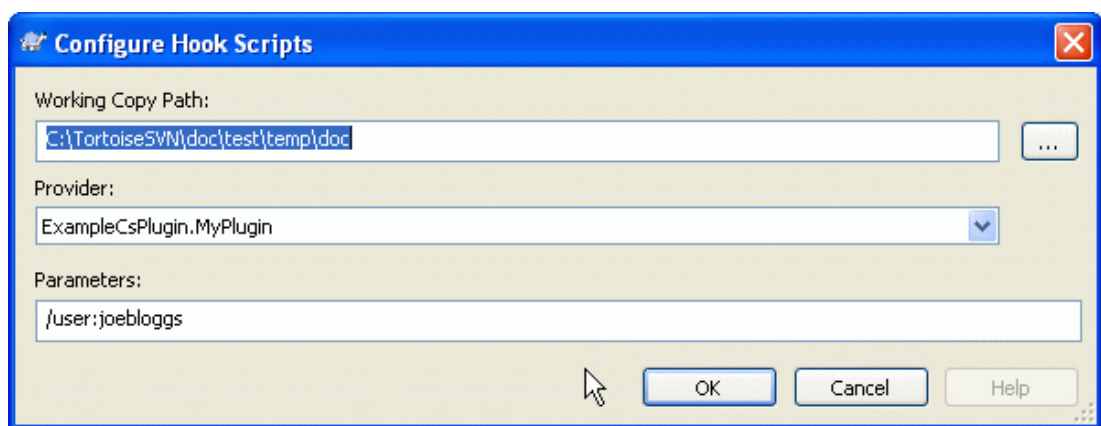 Configure Hook Scripts
Working Copy Path:
C:\TortoiseSVN\doc\test\temp\doc
...
Provider:
ExampleCsPlugin.MyPlugin
Parameters:
/user:joebloggs
OK Cancel Help